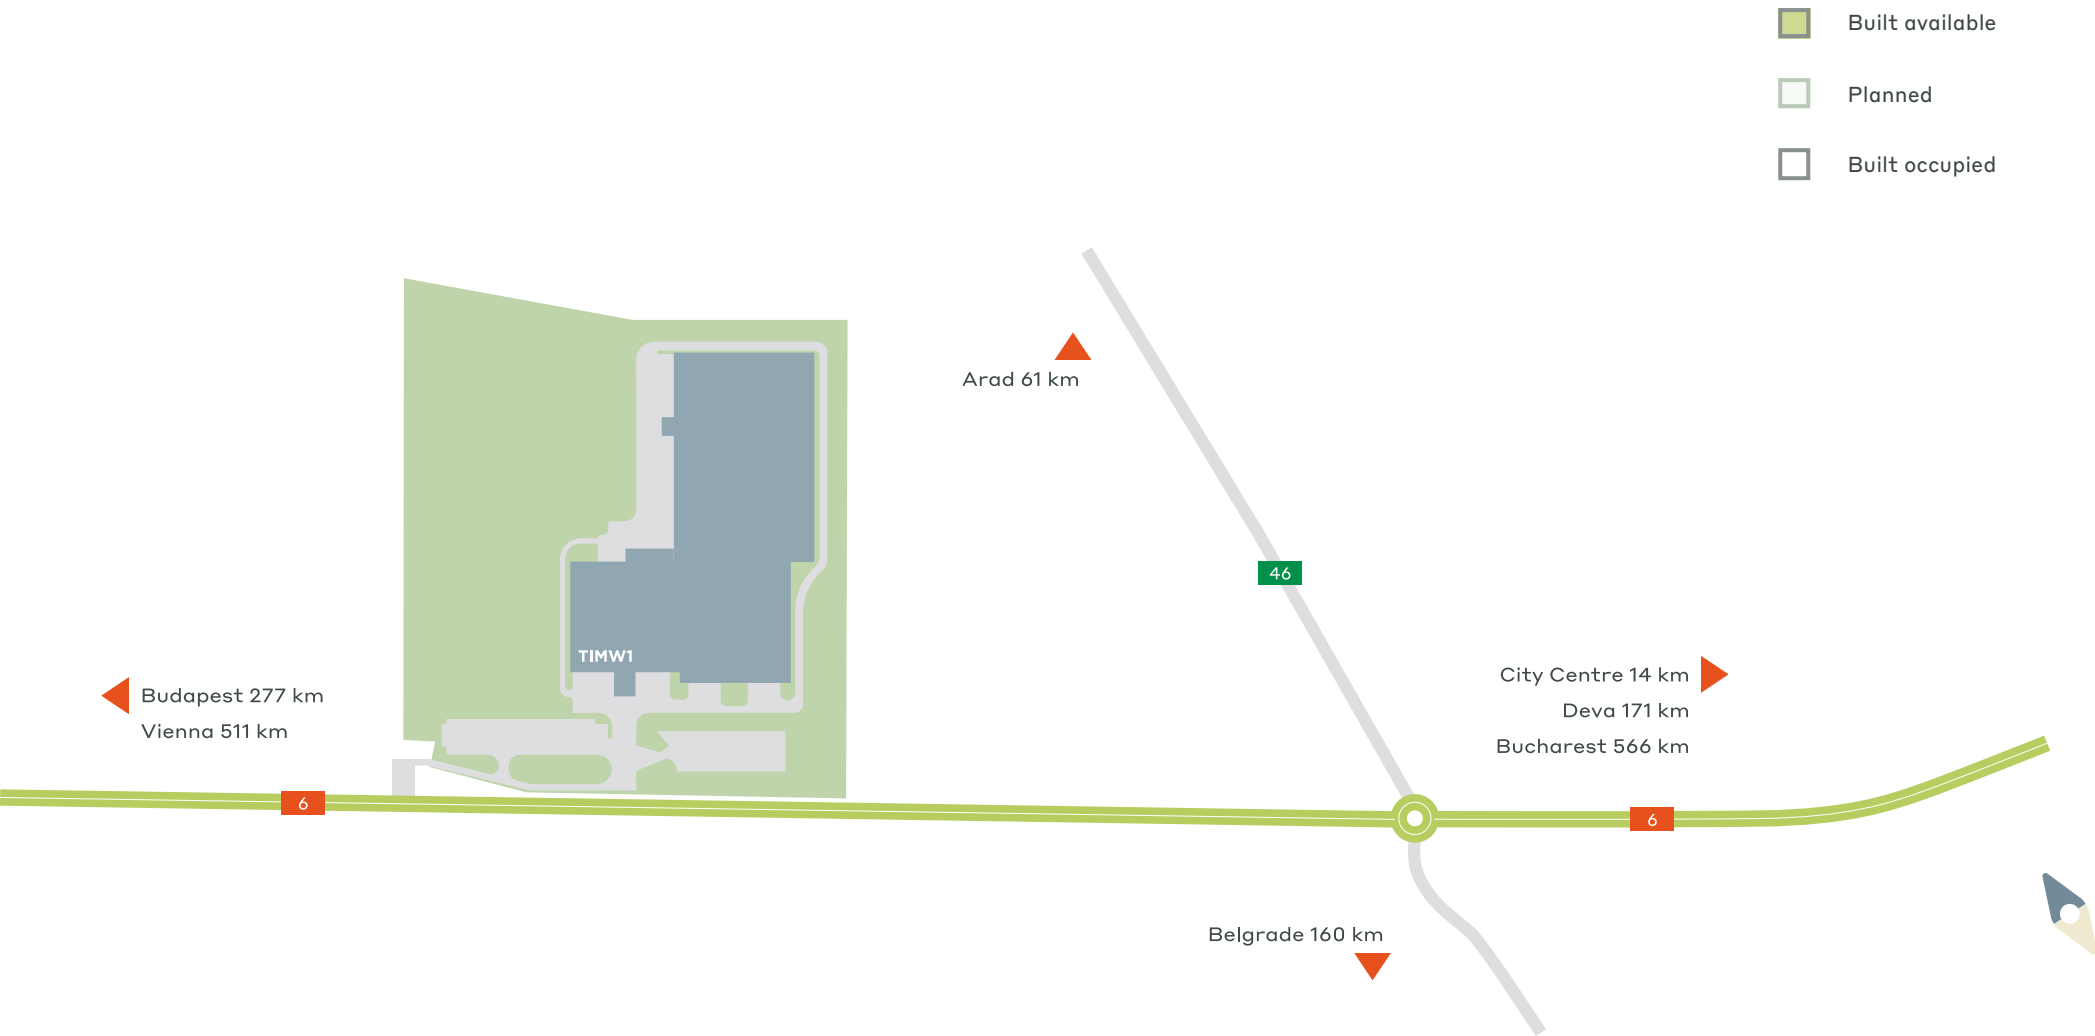 Built available
Planned
Built occupied
Arad 61 km
46
TIMW1
City Centre 14 km
Deva 171 km
Bucharest 566 km
Budapest 277 km
Vienna 511 km
6
6
Belgrade 160 km